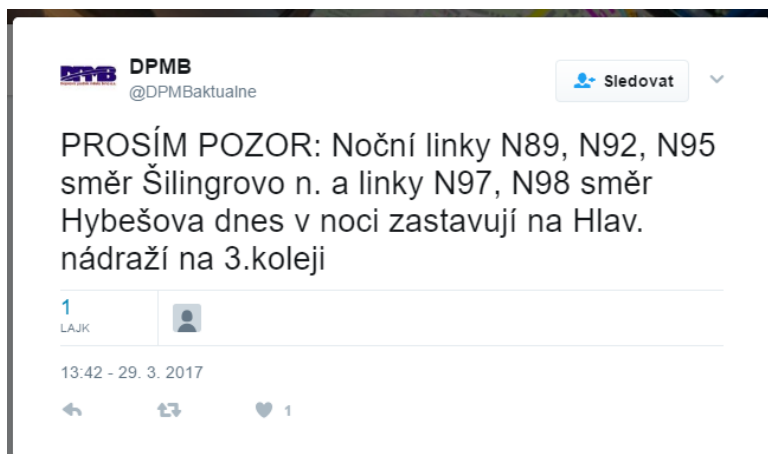 DPMB
DPMB
@DPMBaktualne
Sledovat
PROSÍM POZOR: Noční linky N89, N92, N95
směr Šilingrovo n. a linky N97, N98 směr
Hybešova dnes v noci zastavují na Hlav.
nádraží na 3.koleji
1
LAJK
13:42 - 29. 3. 2017
1